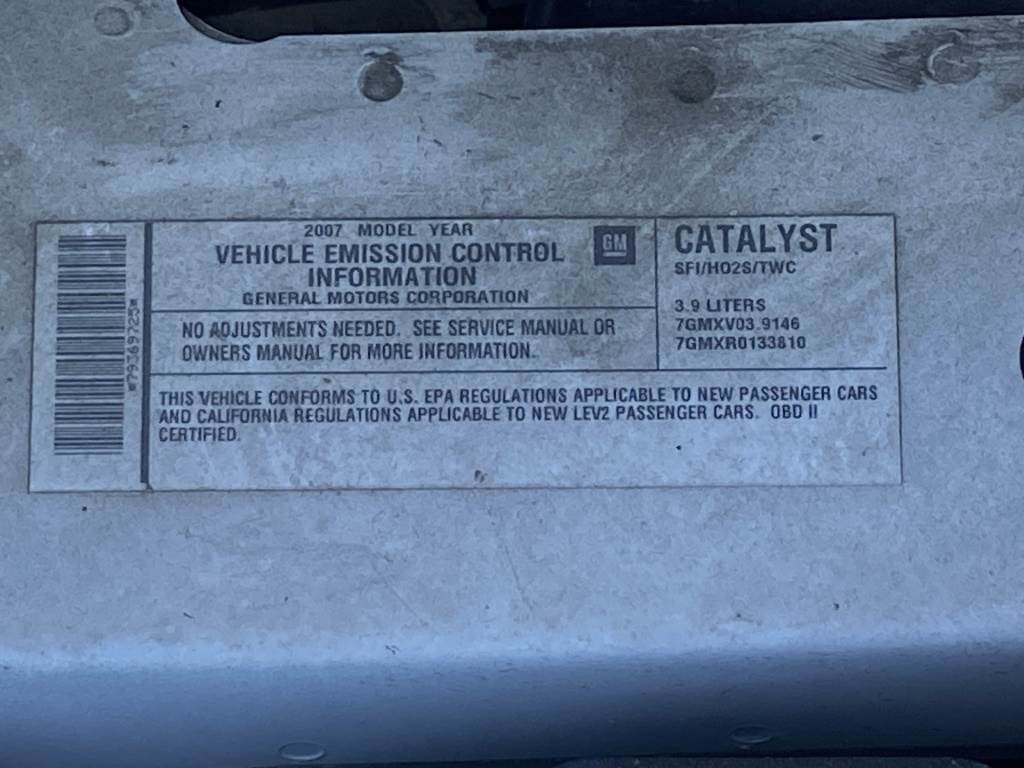 *79369725*
2007 MODEL YEAR
VEHICLE EMISSION CONTROL
INFORMATION
GENERAL MOTORS CORPORATION
GM
NO ADJUSTMENTS NEEDED. SEE SERVICE MANUAL OR
OWNERS MANUAL FOR MORE INFORMATION.
CATALYST
SFI/HO2S/TWC
3.9 LITERS
7GMXV03.9146
7GMXR0133810
THIS VEHICLE CONFORMS TO U.S. EPA REGULATIONS APPLICABLE TO NEW PASSENGER CARS
AND CALIFORNIA REGULATIONS APPLICABLE TO NEW LEV2 PASSENGER CARS. OBD II
CERTIFIED.